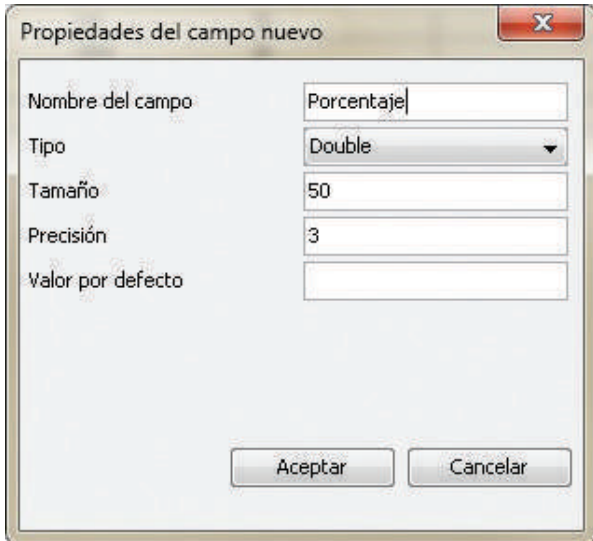 Propiedades del campo nuevo
Nombre del campo Porcentaje
Tipo Double
Tamaño 50
Precisión 3
Valor por defecto
Aceptar Cancelar